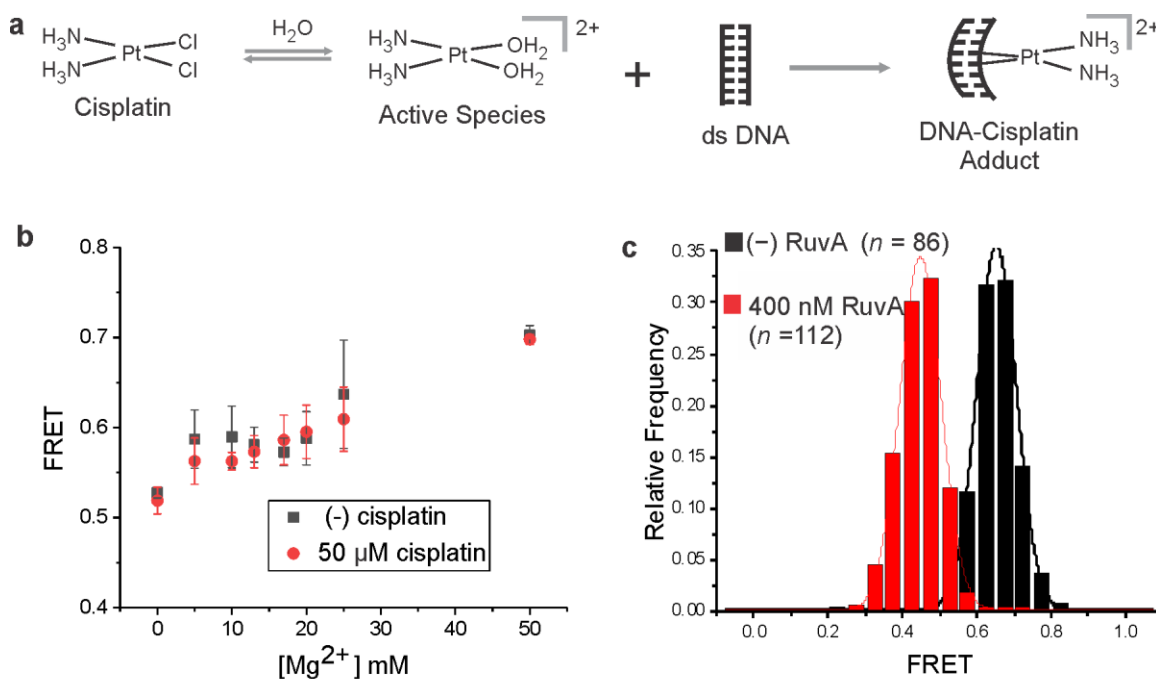 a
H₃N
H₃N
Pt
Cl
Cl
Cisplatin
H₂O
H₃N
H₃N
Pt
OH₂
OH₂
2+
Active Species
+
ds DNA
Pt
NH₃
NH₃
2+
DNA-Cisplatin
Adduct
b
FRET
0.8
0.7
0.6
0.5
0.4
(-) cisplatin
50 µM cisplatin
0 10 20 30 40 50
[Mg²⁺] mM
c
(−) RuvA (n = 86)
400 nM RuvA
(n =112)
Relative Frequency
0.35
0.30
0.25
0.20
0.15
0.10
0.05
0.00
0.0 0.2 0.4 0.6 0.8 1.0
FRET